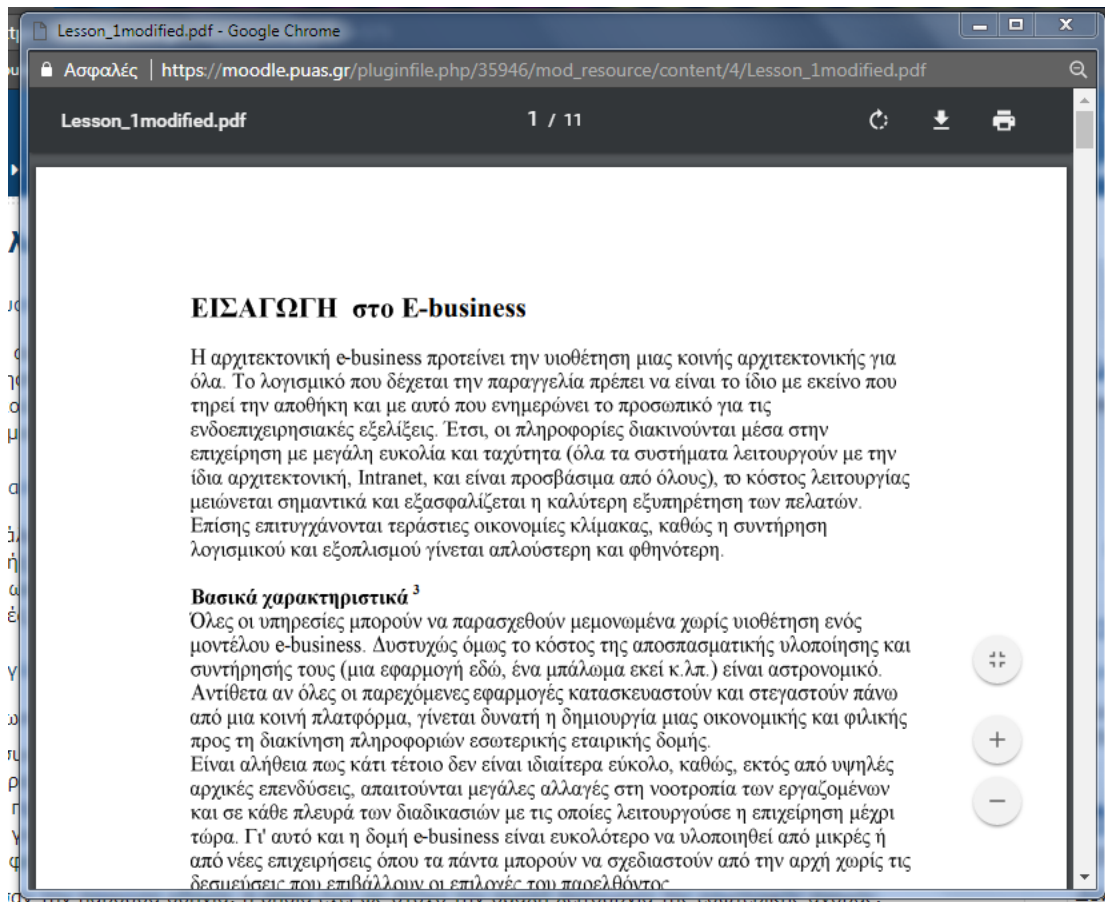 Lesson_1modified.pdf - Google Chrome
Ασφαλές | https://moodle.puas.gr/pluginfile.php/35946/mod_resource/content/4/Lesson_1modified.pdf
Lesson_1modified.pdf 1 / 11
ΕΙΣΑΓΩΓΗ στο E-business
Η αρχιτεκτονική e-business προτείνει την υιοθέτηση μιας κοινής αρχιτεκτονικής για
όλα. Το λογισμικό που δέχεται την παραγγελία πρέπει να είναι το ίδιο με εκείνο που
τηρεί την αποθήκη και με αυτό που ενημερώνει το προσωπικό για τις
ενδοεπιχειρησιακές εξελίξεις. Έτσι, οι πληροφορίες διακινούνται μέσα στην
επιχείρηση με μεγάλη ευκολία και ταχύτητα (όλα τα συστήματα λειτουργούν με την
ίδια αρχιτεκτονική, Intranet, και είναι προσβάσιμα από όλους), το κόστος λειτουργίας
μειώνεται σημαντικά και εξασφαλίζεται η καλύτερη εξυπηρέτηση των πελατών.
Επίσης επιτυγχάνονται τεράστιες οικονομίες κλίμακας, καθώς η συντήρηση
λογισμικού και εξοπλισμού γίνεται απλούστερη και φθηνότερη.
Βασικά χαρακτηριστικά 3
Όλες οι υπηρεσίες μπορούν να παρασχεθούν μεμονωμένα χωρίς υιοθέτηση ενός
μοντέλου e-business. Δυστυχώς όμως το κόστος της αποσπασματικής υλοποίησης και
συντήρησής τους (μια εφαρμογή εδώ, ένα μπάλωμα εκεί κ.λπ.) είναι αστρονομικό.
Αντίθετα αν όλες οι παρεχόμενες εφαρμογές κατασκευαστούν και στεγαστούν πάνω
από μια κοινή πλατφόρμα, γίνεται δυνατή η δημιουργία μιας οικονομικής και φιλικής
προς τη διακίνηση πληροφοριών εσωτερικής εταιρικής δομής.
Είναι αλήθεια πως κάτι τέτοιο δεν είναι ιδιαίτερα εύκολο, καθώς, εκτός από υψηλές
αρχικές επενδύσεις, απαιτούνται μεγάλες αλλαγές στη νοοτροπία των εργαζομένων
και σε κάθε πλευρά των διαδικασιών με τις οποίες λειτουργούσε η επιχείρηση μέχρι
τώρα. Γι' αυτό και η δομή e-business είναι ευκολότερο να υλοποιηθεί από μικρές ή
από νέες επιχειρήσεις όπου τα πάντα μπορούν να σχεδιαστούν από την αρχή χωρίς τις
δεσμεύσεις που επιβάλλουν οι επιλογές του παρελθόντος